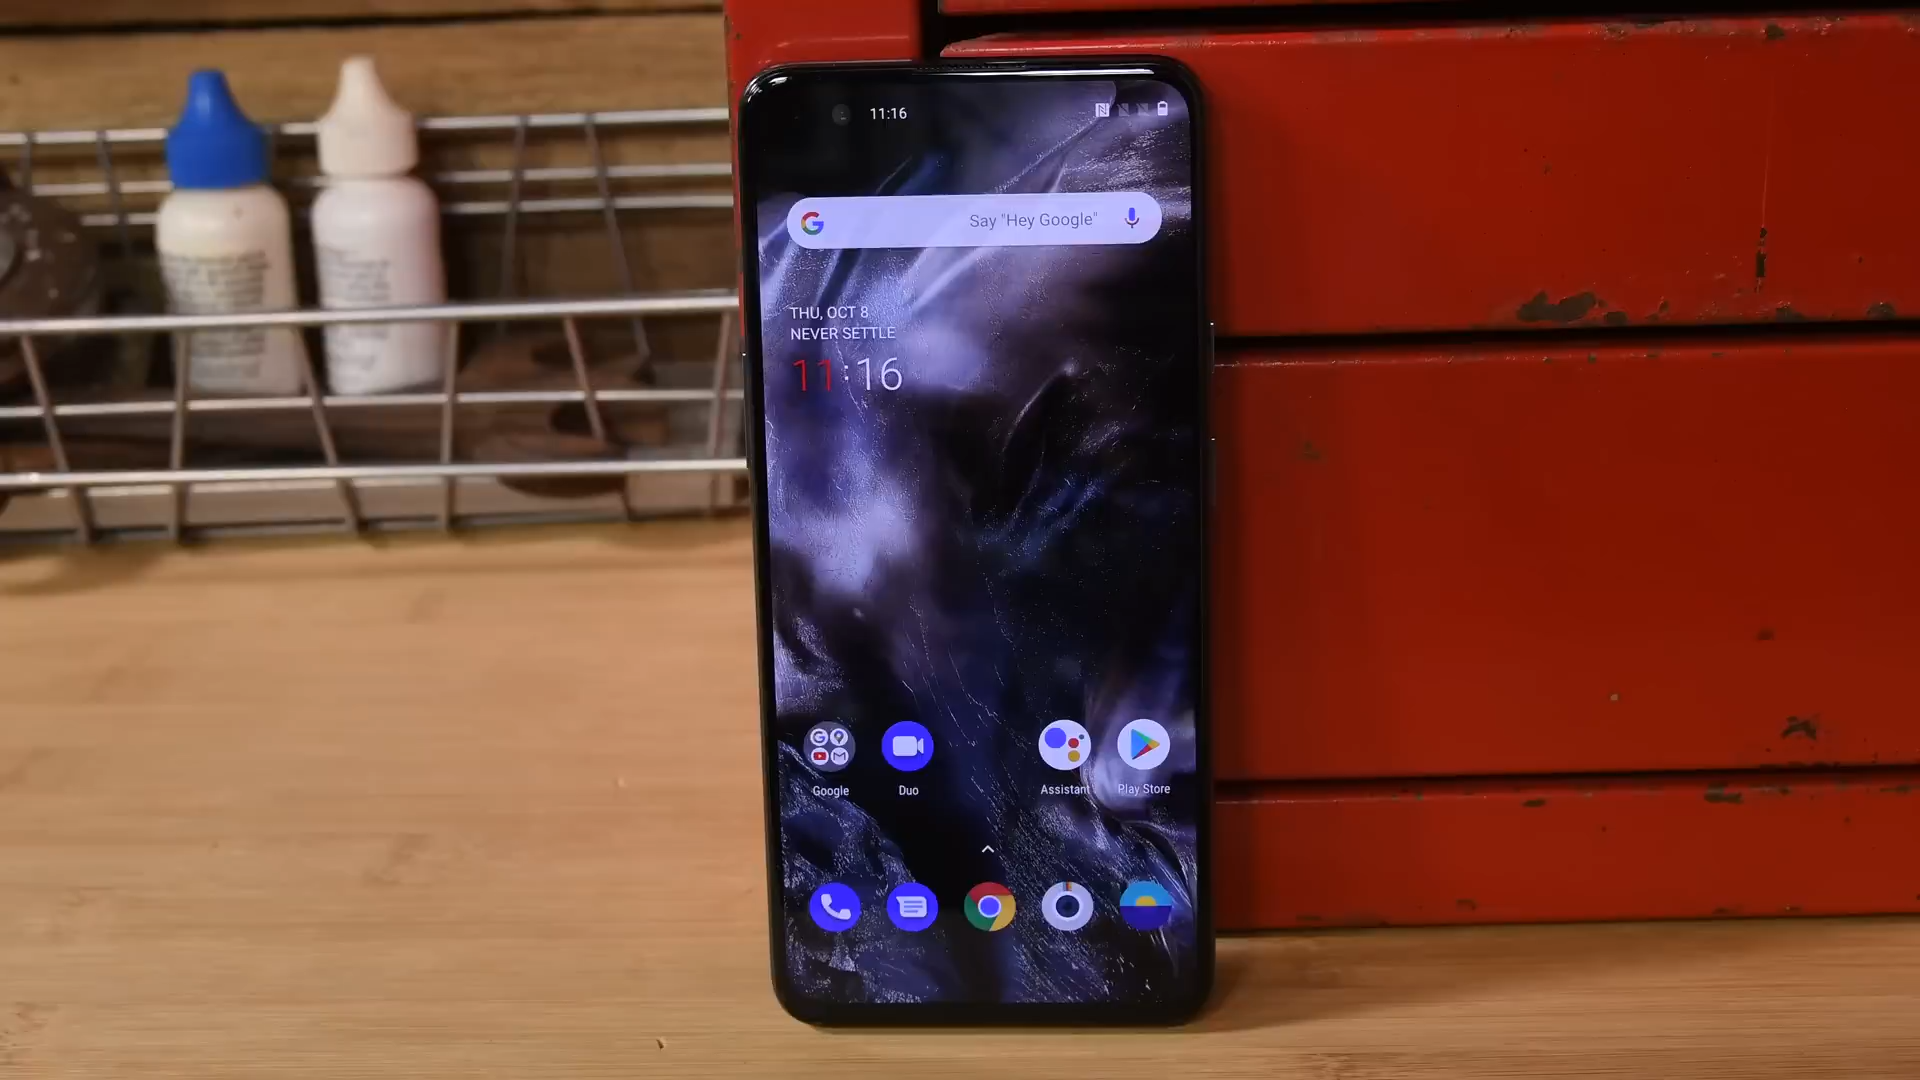 11:16
Say "Hey Google"
THU, OCT 8
NEVER SETTLE
11:16
Google
Duo
Assistant
Play Store